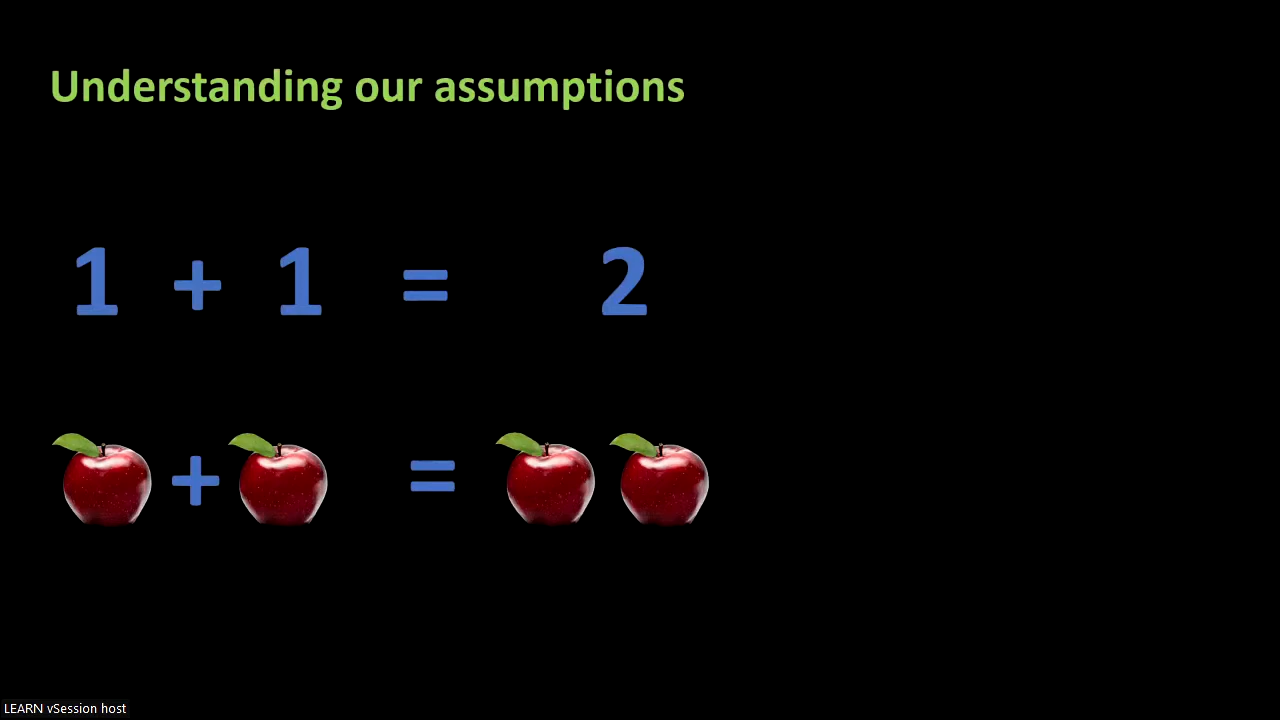 Understanding our assumptions
1 + 1 = 2
+ =
LEARN vSession host